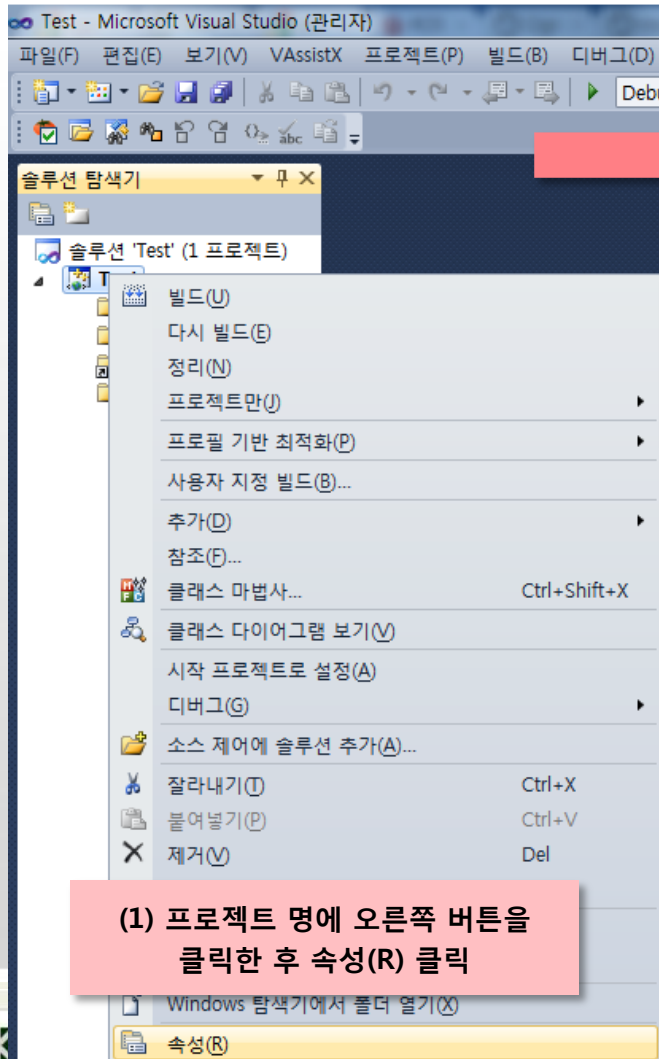 Test - Microsoft Visual Studio (관리자)
파일(F) 편집(E) 보기(V) VAssistX 프로젝트(P) 빌드(B) 디버그(D)
솔루션 탐색기
솔루션 'Test' (1 프로젝트)
빌드(U)
다시 빌드(E)
정리(N)
프로젝트만(J)
프로필 기반 최적화(P)
사용자 지정 빌드(B)...
추가(D)
참조(F)...
클래스 마법사... Ctrl+Shift+X
클래스 다이어그램 보기(V)
시작 프로젝트로 설정(A)
디버그(G)
소스 제어에 솔루션 추가(A)...
잘라내기(T) Ctrl+X
붙여넣기(P) Ctrl+V
제거(V) Del
(1) 프로젝트 명에 오른쪽 버튼을
클릭한 후 속성(R) 클릭
Windows 탐색기에서 폴더 열기(X)
속성(R)